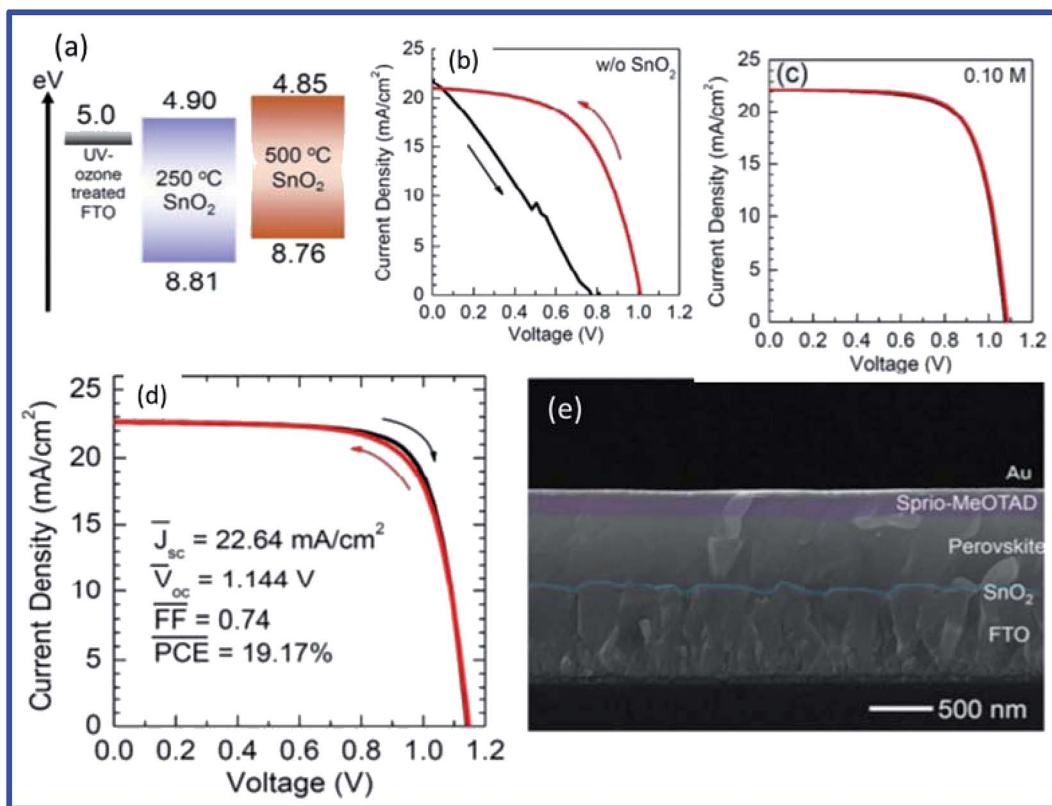 (a)
eV
5.0
UV-
ozone
treated
FTO
4.90
250 °C
SnO₂
8.81
4.85
500 °C
SnO₂
8.76
(b)
w/o SnO₂
Current Density (mA/cm²)
25
20
15
10
5
0
0.0 0.2 0.4 0.6 0.8 1.0 1.2
Voltage (V)
(c)
0.10 M
Current Density (mA/cm²)
25
20
15
10
5
0
0.0 0.2 0.4 0.6 0.8 1.0 1.2
Voltage (V)
(d)
Current Density (mA/cm²)
25
20
15
10
5
0
J̅sc = 22.64 mA/cm²
V̅oc = 1.144 V
F̅F̅ = 0.74
P̅C̅E̅ = 19.17%
0.0 0.2 0.4 0.6 0.8 1.0 1.2
Voltage (V)
(e)
Au
Sprio-MeOTAD
Perovskite
SnO₂
FTO
500 nm